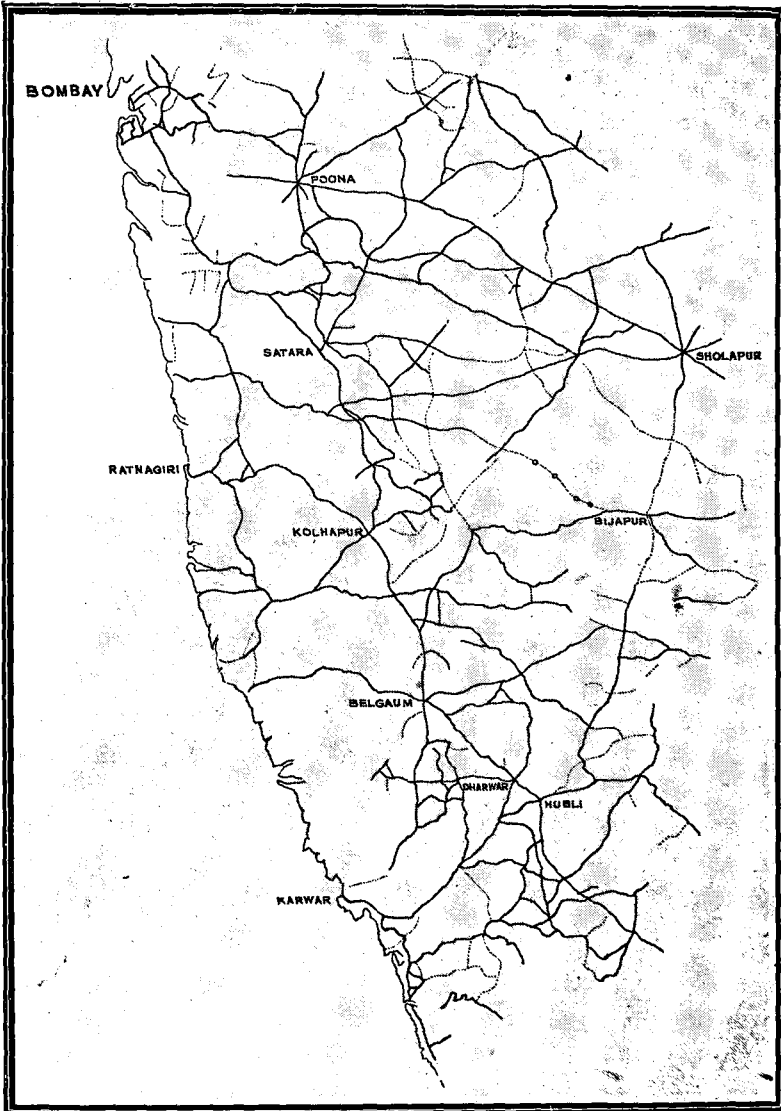 BOMBAY
POONA
SATARA
SHOLAPUR
RATNAGIRI
BIJAPUR
KOLHAPUR
BELGAUM
DHARWAR
HUBLI
KARWAR